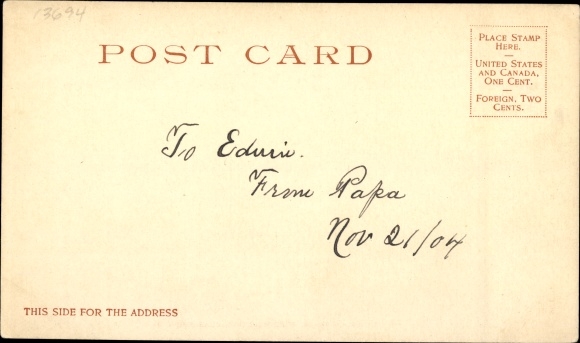 13694
POST CARD
PLACE STAMP
HERE.
—
UNITED STATES
AND CANADA,
ONE CENT.
—
FOREIGN, TWO
CENTS.
To Edwin.
From Papa
Nov 21/04
THIS SIDE FOR THE ADDRESS